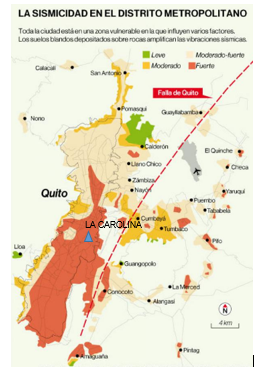 LA SISMICIDAD EN EL DISTRITO METROPOLITANO
Toda la ciudad está en una zona vulnerable en la que influyen varios factores.
Los suelos blandos depositados sobre rocas amplifican las vibraciones sísmicas.
Leve
Moderado-fuerte
Moderado
Fuerte
Calacalí
San Antonio
Falla de Quito
Pomasqui
Guayllabamba
Nono
Calderón
El Quinche
Llano Chico
Checa
Zámbiza
Nayón
Yaruquí
Quito
Puembo
Tababela
LA CAROLINA
Cumbayá
Tumbaco
Pifo
Lloa
Guangopolo
La Merced
Conocoto
Alangasí
N
4 km
Amaguaña
Pintag